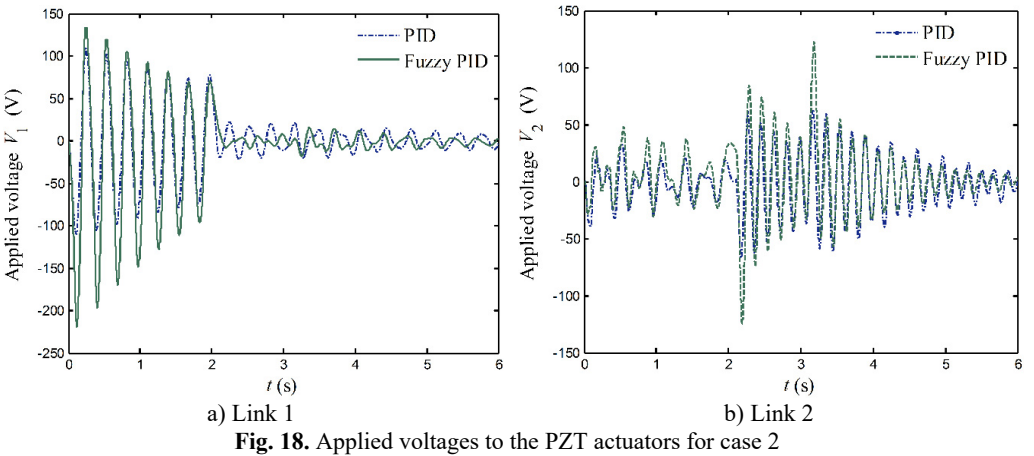 150
100
50
0
-50
-100
-150
-200
-250
Applied voltage V1 (V)
PID
Fuzzy PID
0 1 2 3 4 5 6
t (s)
a) Link 1
150
100
50
0
-50
-100
-150
Applied voltage V2 (V)
PID
Fuzzy PID
0 1 2 3 4 5 6
t (s)
b) Link 2
Fig. 18. Applied voltages to the PZT actuators for case 2